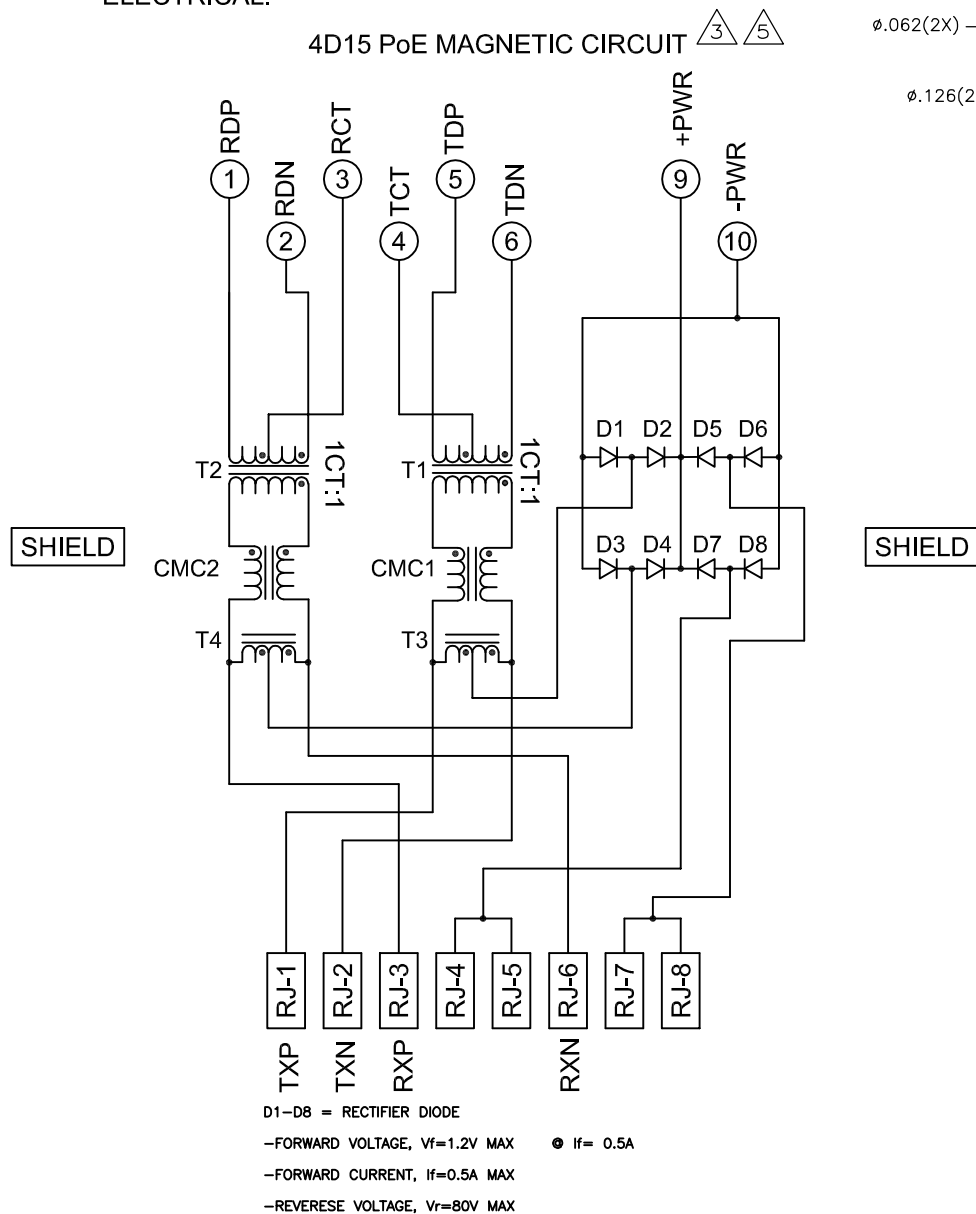 ELECTRICAL:
4D15 PoE MAGNETIC CIRCUIT 3 5
ø.062(2X)
ø.126(2
RDP
RDN
RCT
TCT
TDP
TDN
+PWR
-PWR
1
2
3
4
5
6
9
10
D1 D2 D5 D6
T2
1CT:1
T1
1CT:1
SHIELD
CMC2
CMC1
D3 D4 D7 D8
SHIELD
T4
T3
RJ-1
RJ-2
RJ-3
RJ-4
RJ-5
RJ-6
RJ-7
RJ-8
TXP
TXN
RXP
RXN
D1-D8 = RECTIFIER DIODE
-FORWARD VOLTAGE, Vf=1.2V MAX @ If= 0.5A
-FORWARD CURRENT, If=0.5A MAX
-REVERESE VOLTAGE, Vr=80V MAX